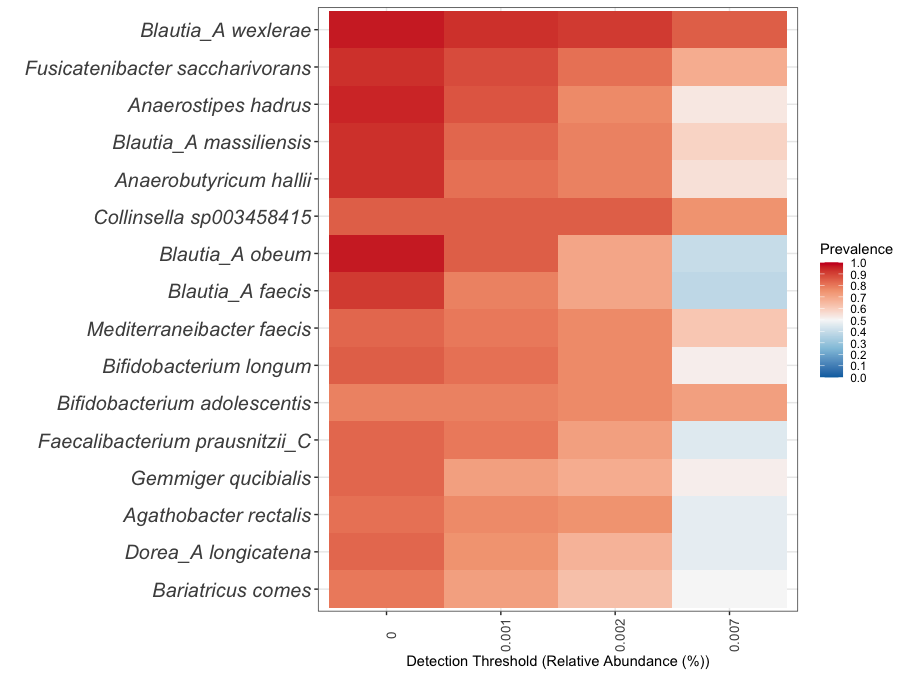 Blautia_A wexlerae
Fusicatenibacter saccharivorans
Anaerostipes hadrus
Blautia_A massiliensis
Anaerobutyricum hallii
Collinsella sp003458415
Blautia_A obeum
Blautia_A faecis
Mediterraneibacter faecis
Bifidobacterium longum
Bifidobacterium adolescentis
Faecalibacterium prausnitzii_C
Gemmiger qucibialis
Agathobacter rectalis
Dorea_A longicatena
Bariatricus comes
0
0.001
0.002
0.007
Detection Threshold (Relative Abundance (%))
Prevalence
1.0
0.9
0.8
0.7
0.6
0.5
0.4
0.3
0.2
0.1
0.0